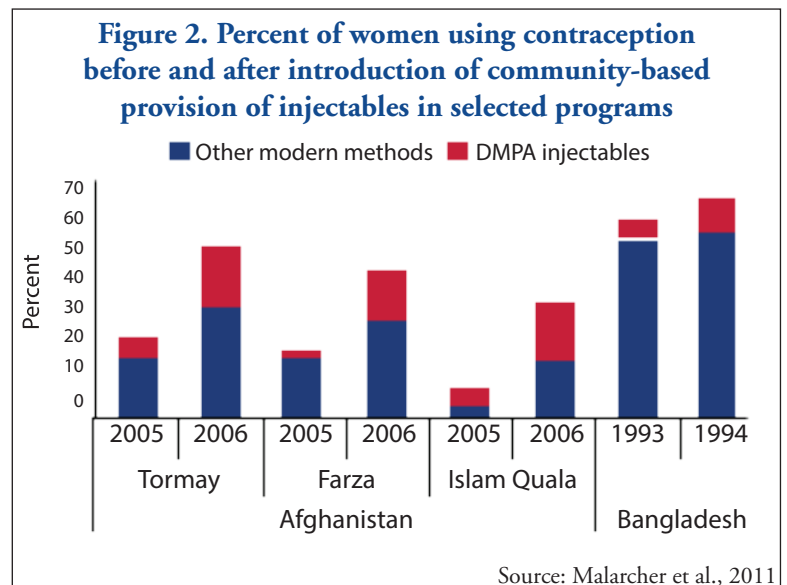 Figure 2. Percent of women using contraception
before and after introduction of community-based
provision of injectables in selected programs
Other modern methods DMPA injectables
70
60
50
40
30
20
10
0
Percent
2005 2006 2005 2006 2005 2006 1993 1994
Tormay Farza Islam Quala
Afghanistan Bangladesh
Source: Malarcher et al., 2011